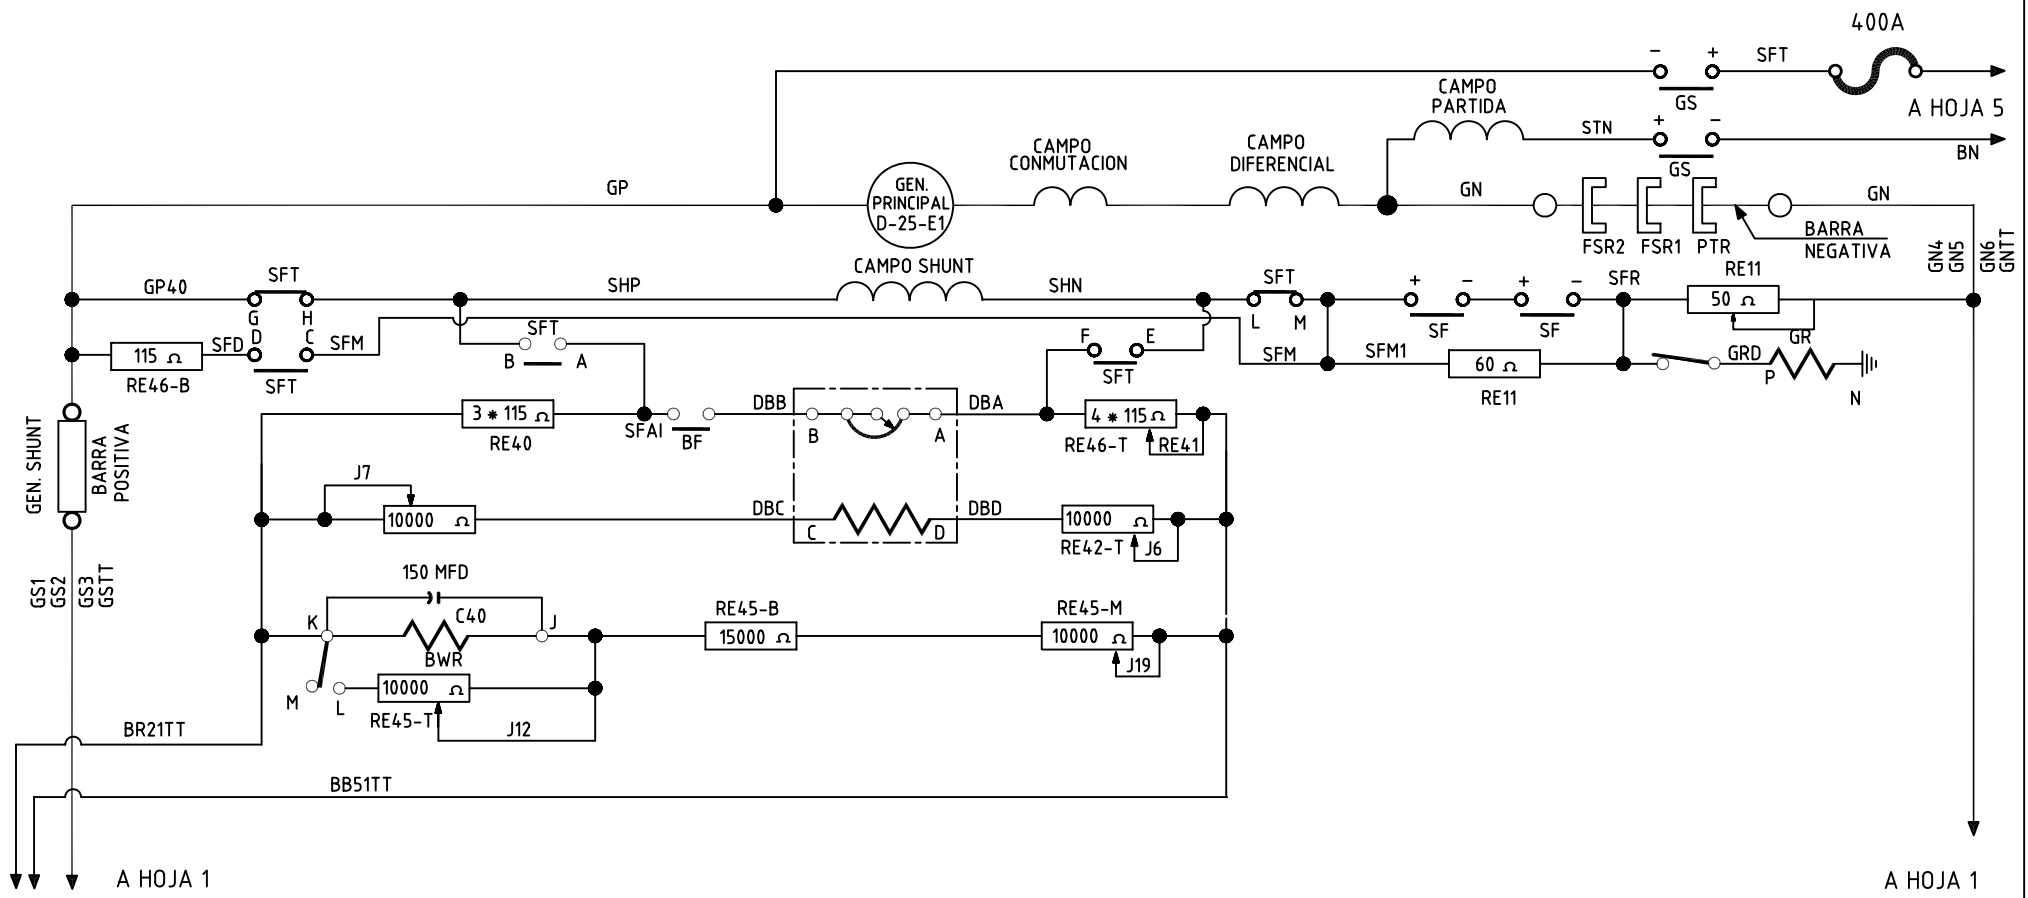 400A
- + SFT
GS
A HOJA 5
CAMPO
PARTIDA
+ -
STN
GS
BN
CAMPO
CONMUTACION
CAMPO
DIFERENCIAL
GP
GEN.
PRINCIPAL
D-25-E1
GN
GN
FSR2 FSR1 PTR
BARRA
NEGATIVA
GN4
GN5
GN6
GNTT
GP40
SFT
SHP
CAMPO SHUNT
SHN
SFT
+ - + -
SFR
RE11
50 Ω
G H
L M
SF SF
GR
D C
SFD
SFM
115 Ω
RE46-B
SFT
SFT
B A
F E
SFT
SFM
SFM1
60 Ω
RE11
GRD
P
N
GEN. SHUNT
BARRA
POSITIVA
3 * 115 Ω
RE40
SFAI
BF
DBB
B A
DBA
4 * 115 Ω
RE46-T
RE41
J7
10000 Ω
DBC
C D
DBD
10000 Ω
RE42-T
J6
GS1
GS2
GS3
GSTT
150 MFD
C40
K J
BWR
RE45-B
15000 Ω
RE45-M
10000 Ω
J19
M L
10000 Ω
RE45-T
J12
BR21TT
BB51TT
A HOJA 1
A HOJA 1